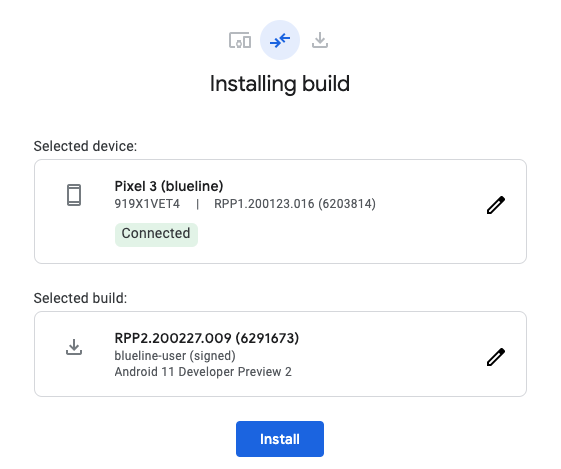 Installing build
Selected device:
Pixel 3 (blueline)
919X1VET4 | RPP1.200123.016 (6203814)
Connected
Selected build:
RPP2.200227.009 (6291673)
blueline-user (signed)
Android 11 Developer Preview 2
Install